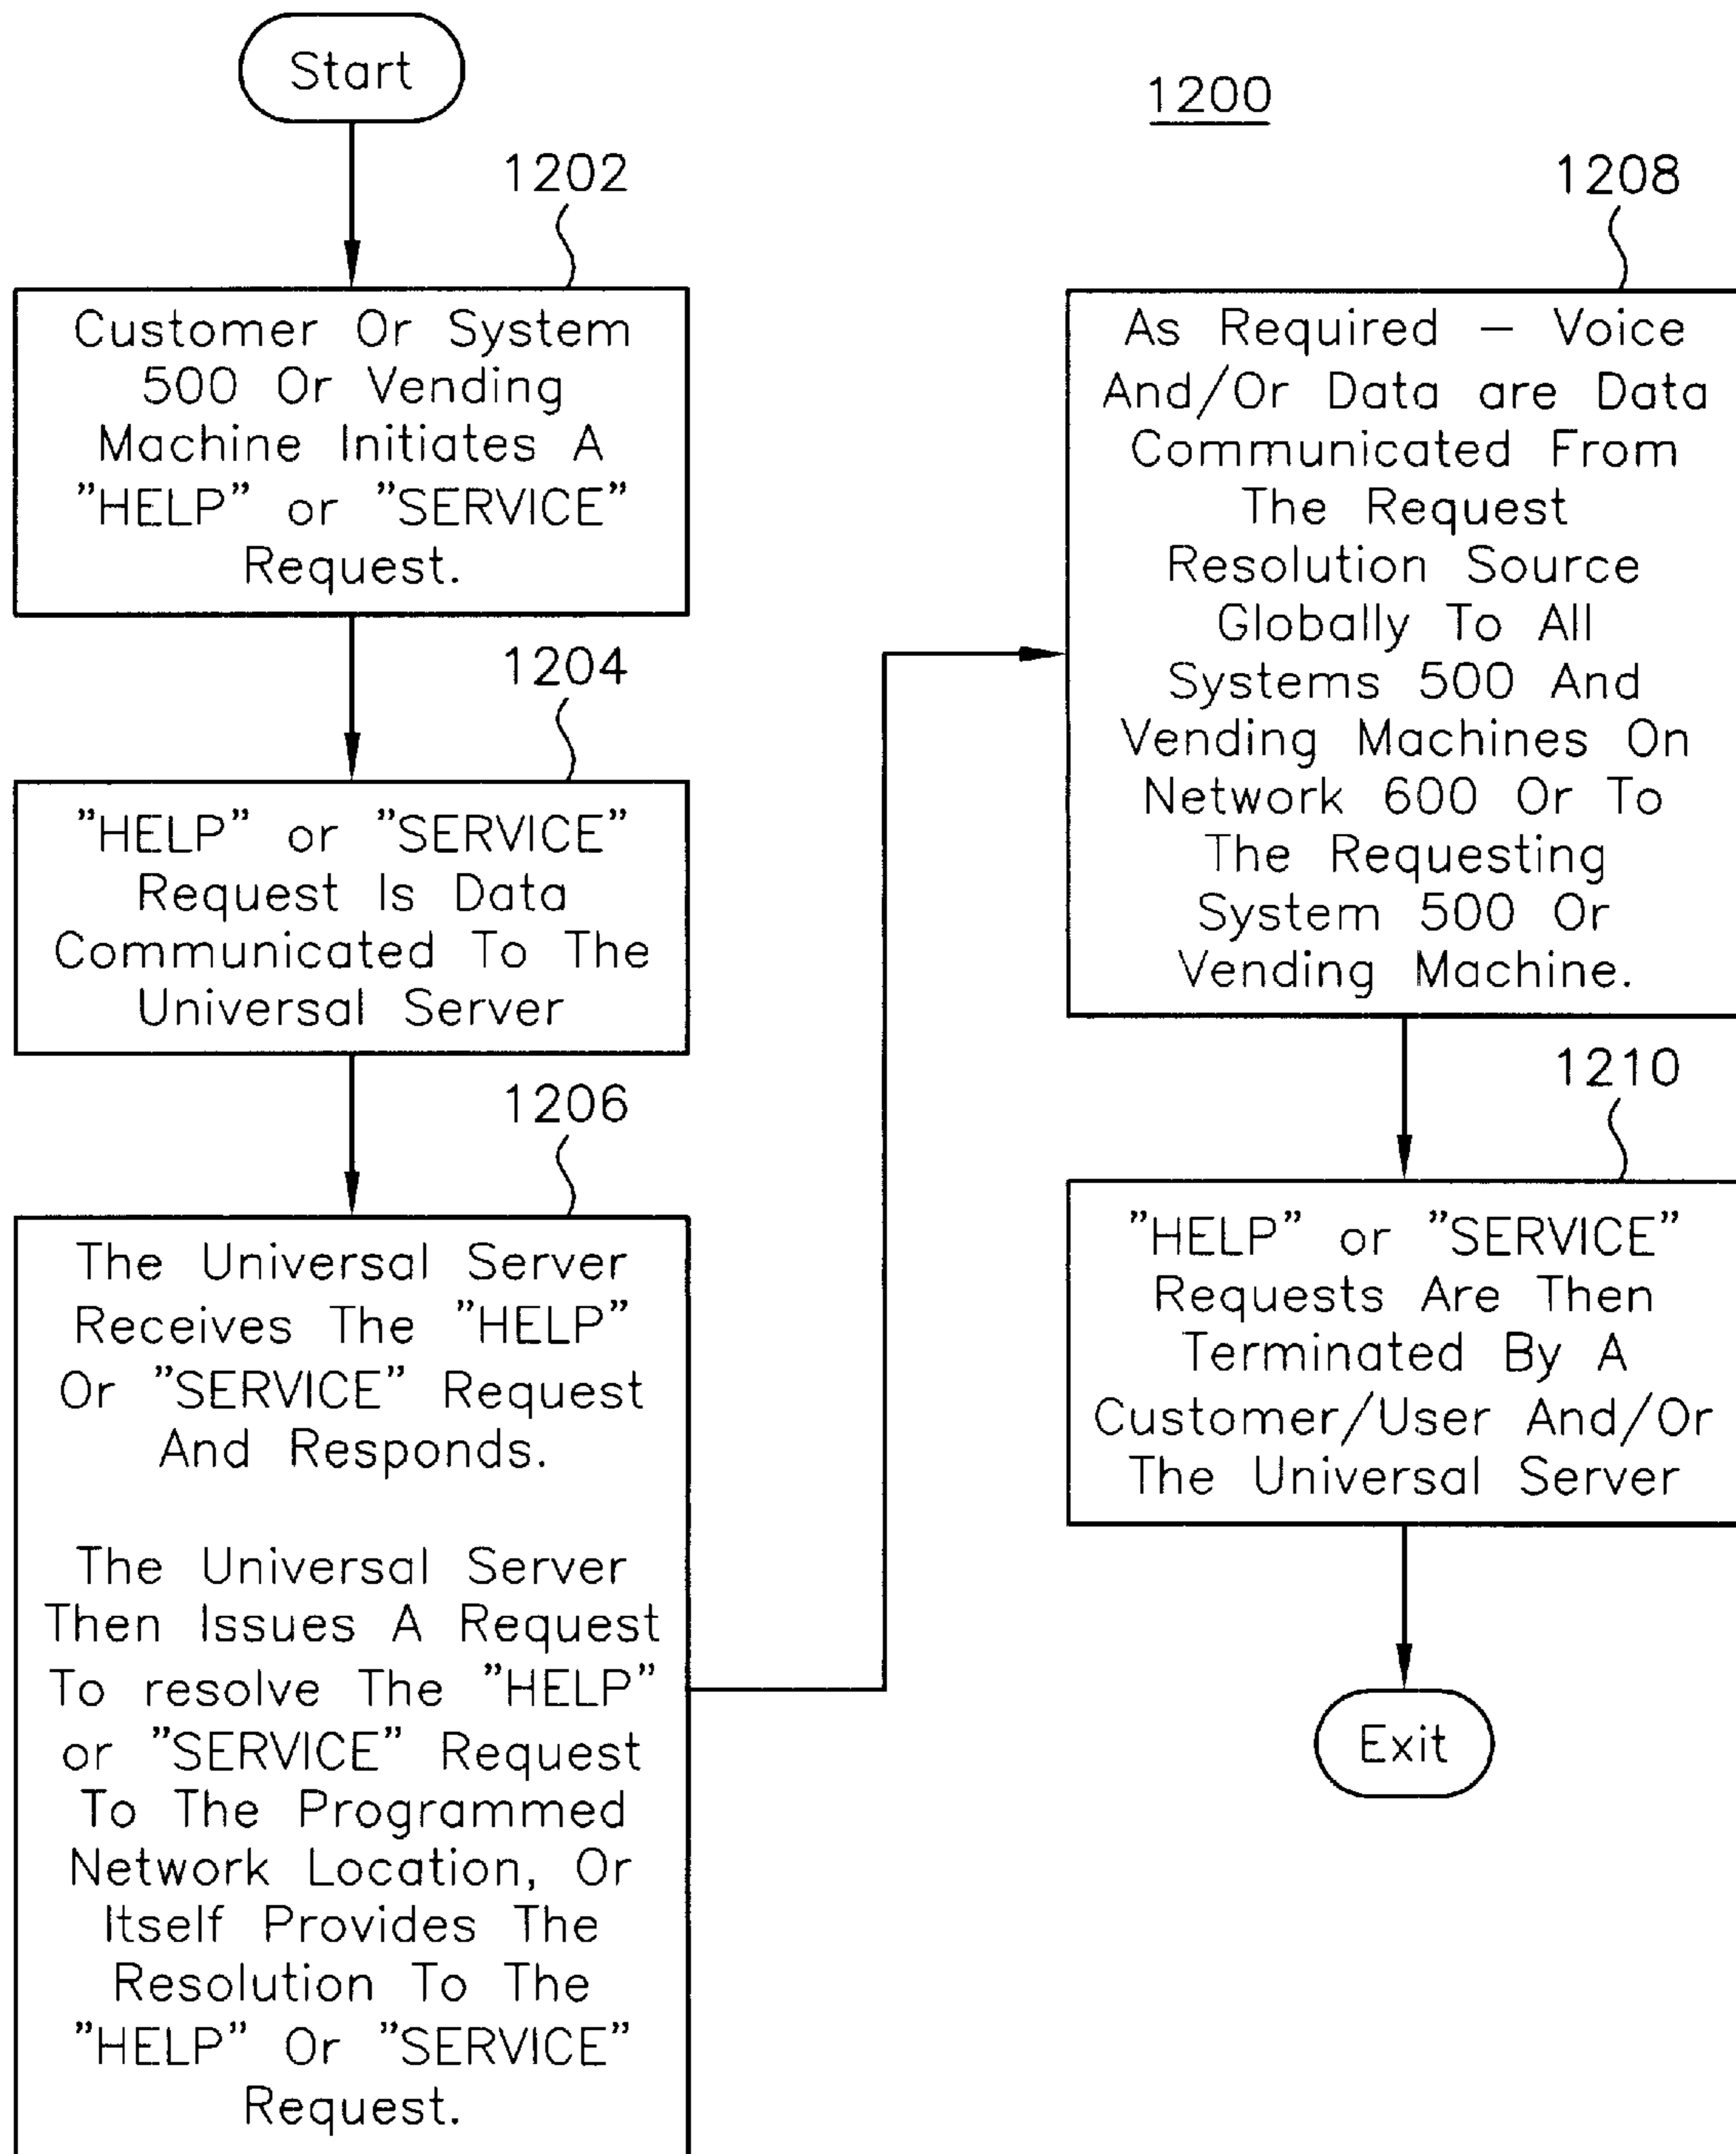 Start
1200
1202
Customer Or System
500 Or Vending
Machine Initiates A
"HELP" or "SERVICE"
Request.
1204
"HELP" or "SERVICE"
Request Is Data
Communicated To The
Universal Server
1206
The Universal Server
Receives The "HELP"
Or "SERVICE" Request
And Responds.
The Universal Server
Then Issues A Request
To resolve The "HELP"
or "SERVICE" Request
To The Programmed
Network Location, Or
Itself Provides The
Resolution To The
"HELP" Or "SERVICE"
Request.
1208
As Required – Voice
And/Or Data are Data
Communicated From
The Request
Resolution Source
Globally To All
Systems 500 And
Vending Machines On
Network 600 Or To
The Requesting
System 500 Or
Vending Machine.
1210
"HELP" or "SERVICE"
Requests Are Then
Terminated By A
Customer/User And/Or
The Universal Server
Exit